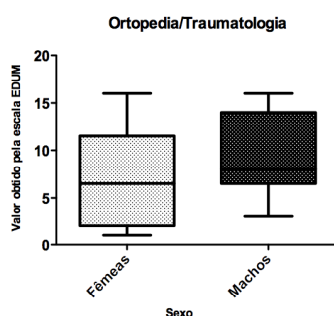 Ortopedia/Traumatologia
Valor obtido pela escala EDUM
20
15
10
5
0
Fêmeas
Machos
Sexo